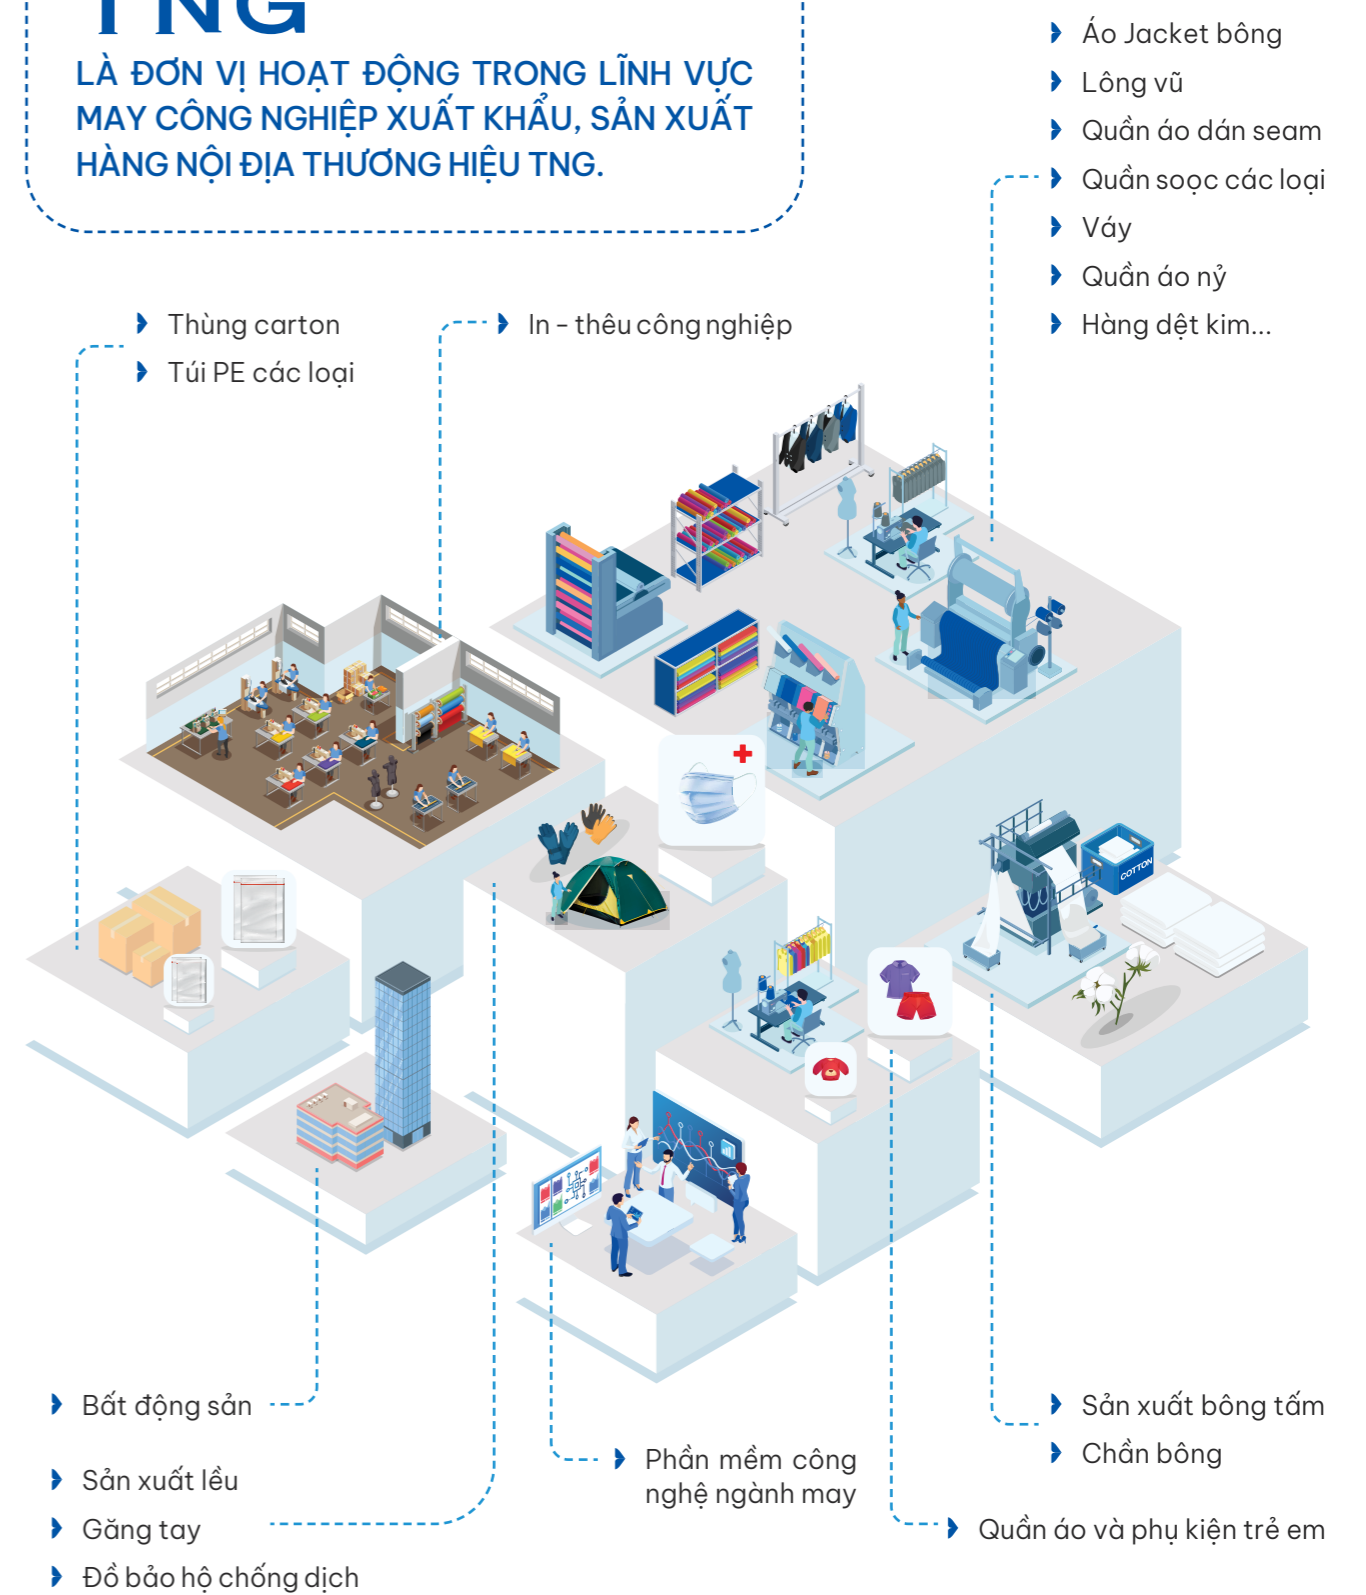 TNG
LÀ ĐƠN VỊ HOẠT ĐỘNG TRONG LĨNH VỰC
MAY CÔNG NGHIỆP XUẤT KHẨU, SẢN XUẤT
HÀNG NỘI ĐỊA THƯƠNG HIỆU TNG.
Áo Jacket bông
Lông vũ
Quần áo dán seam
Quần soọc các loại
Váy
Quần áo nỷ
Hàng dệt kim...
Thùng carton
Túi PE các loại
In - thêu công nghiệp
COTTON
Bất động sản
Sản xuất lều
Găng tay
Đồ bảo hộ chống dịch
Phần mềm công
nghệ ngành may
Sản xuất bông tấm
Chần bông
Quần áo và phụ kiện trẻ em